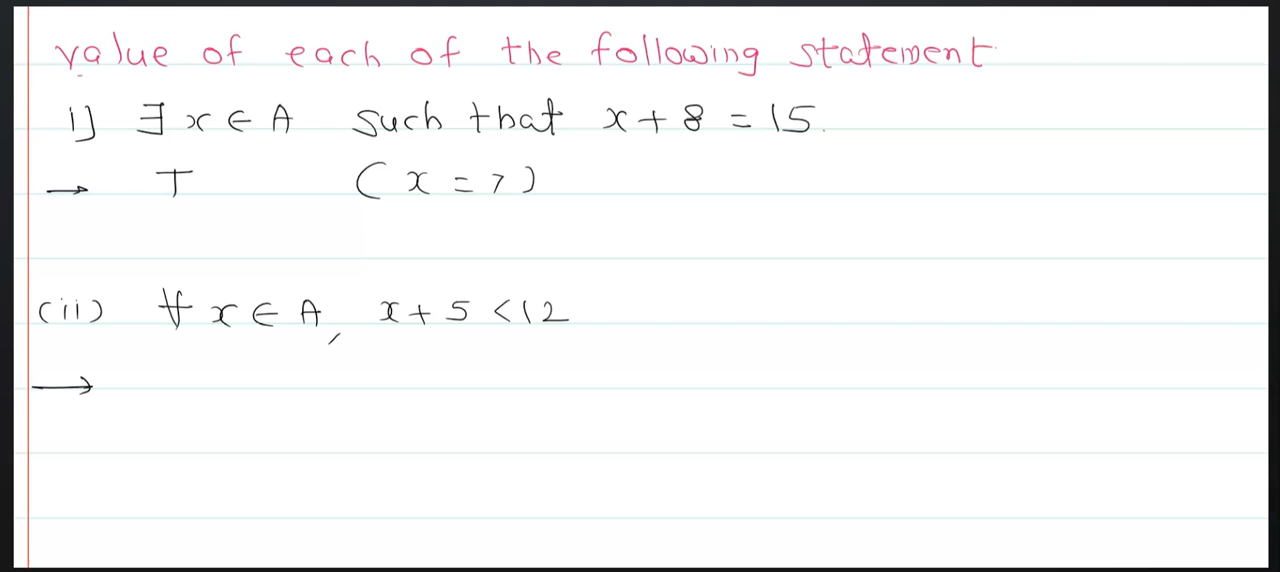 value of each of the following statement
i) ∃ x ∈ A such that x + 8 = 15.
→ T (x = 7)
(ii) ∀ x ∈ A, x + 5 < 12
→